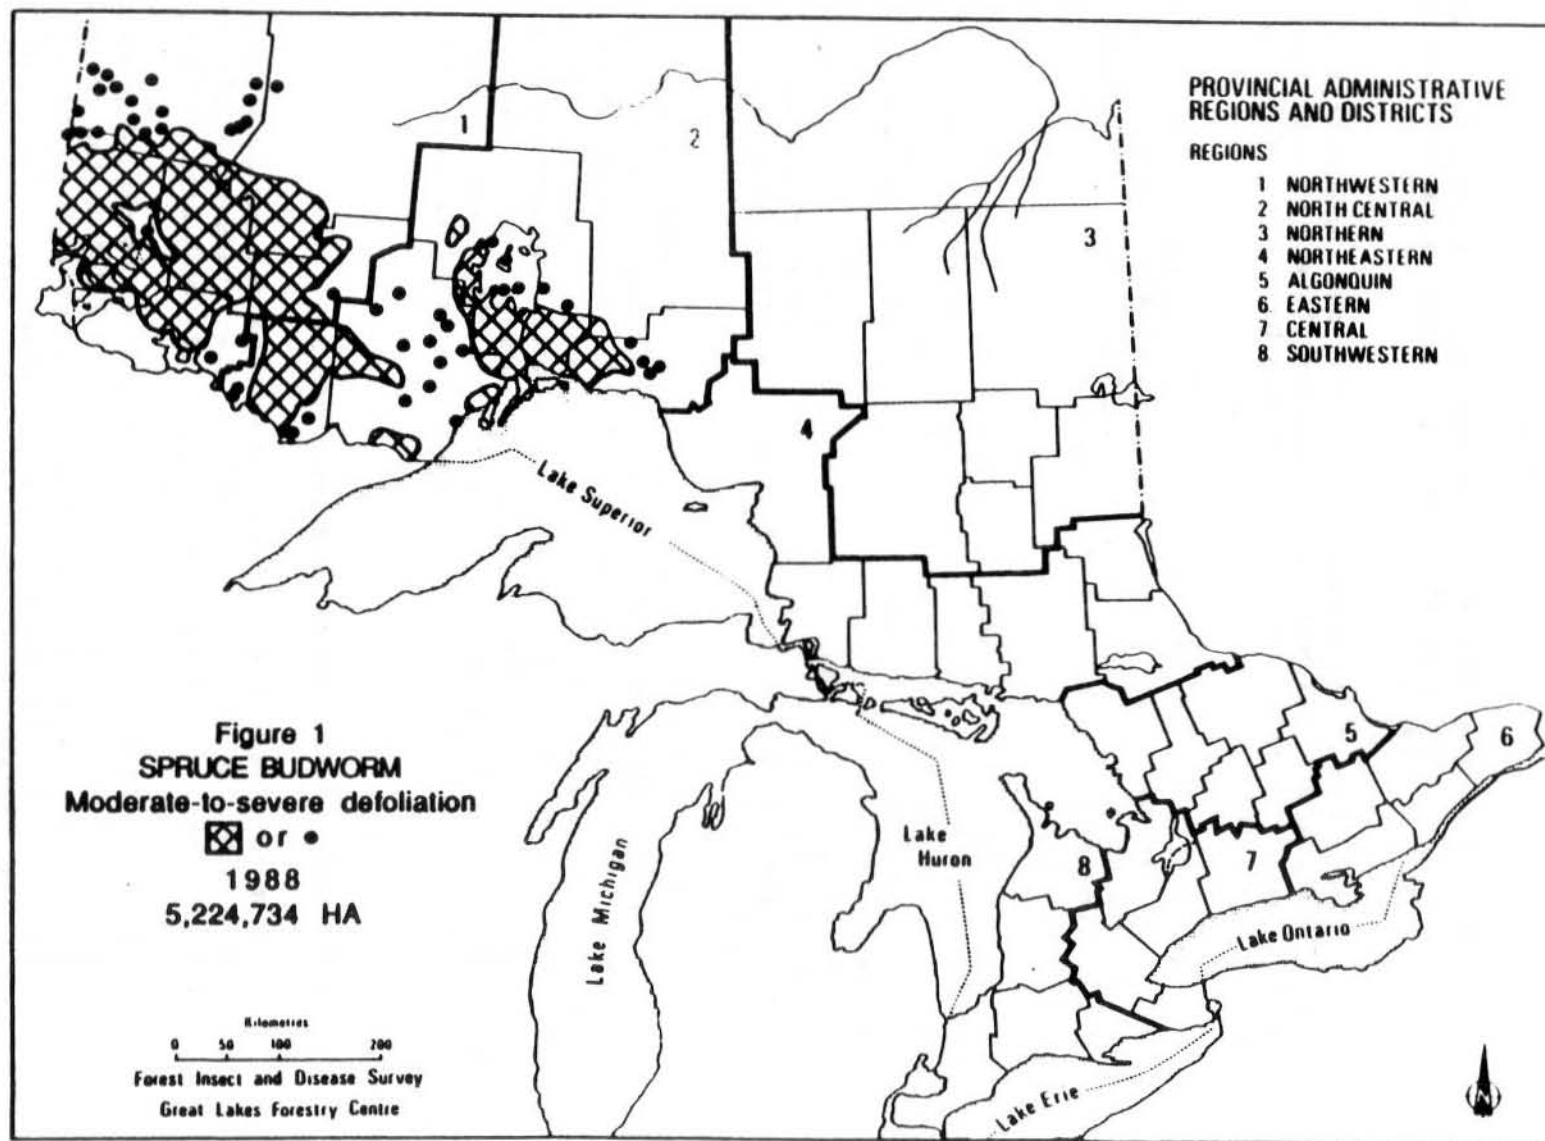 PROVINCIAL ADMINISTRATIVE
REGIONS AND DISTRICTS
REGIONS
1 NORTHWESTERN
2 NORTH CENTRAL
3 NORTHERN
4 NORTHEASTERN
5 ALGONQUIN
6 EASTERN
7 CENTRAL
8 SOUTHWESTERN
1
2
3
4
5
6
7
8
Lake Superior
Lake Michigan
Lake
Huron
Lake Ontario
Lake Erie
Figure 1
SPRUCE BUDWORM
Moderate-to-severe defoliation
or
1988
5,224,734 HA
Kilometres
0 50 100 200
Forest Insect and Disease Survey
Great Lakes Forestry Centre
N